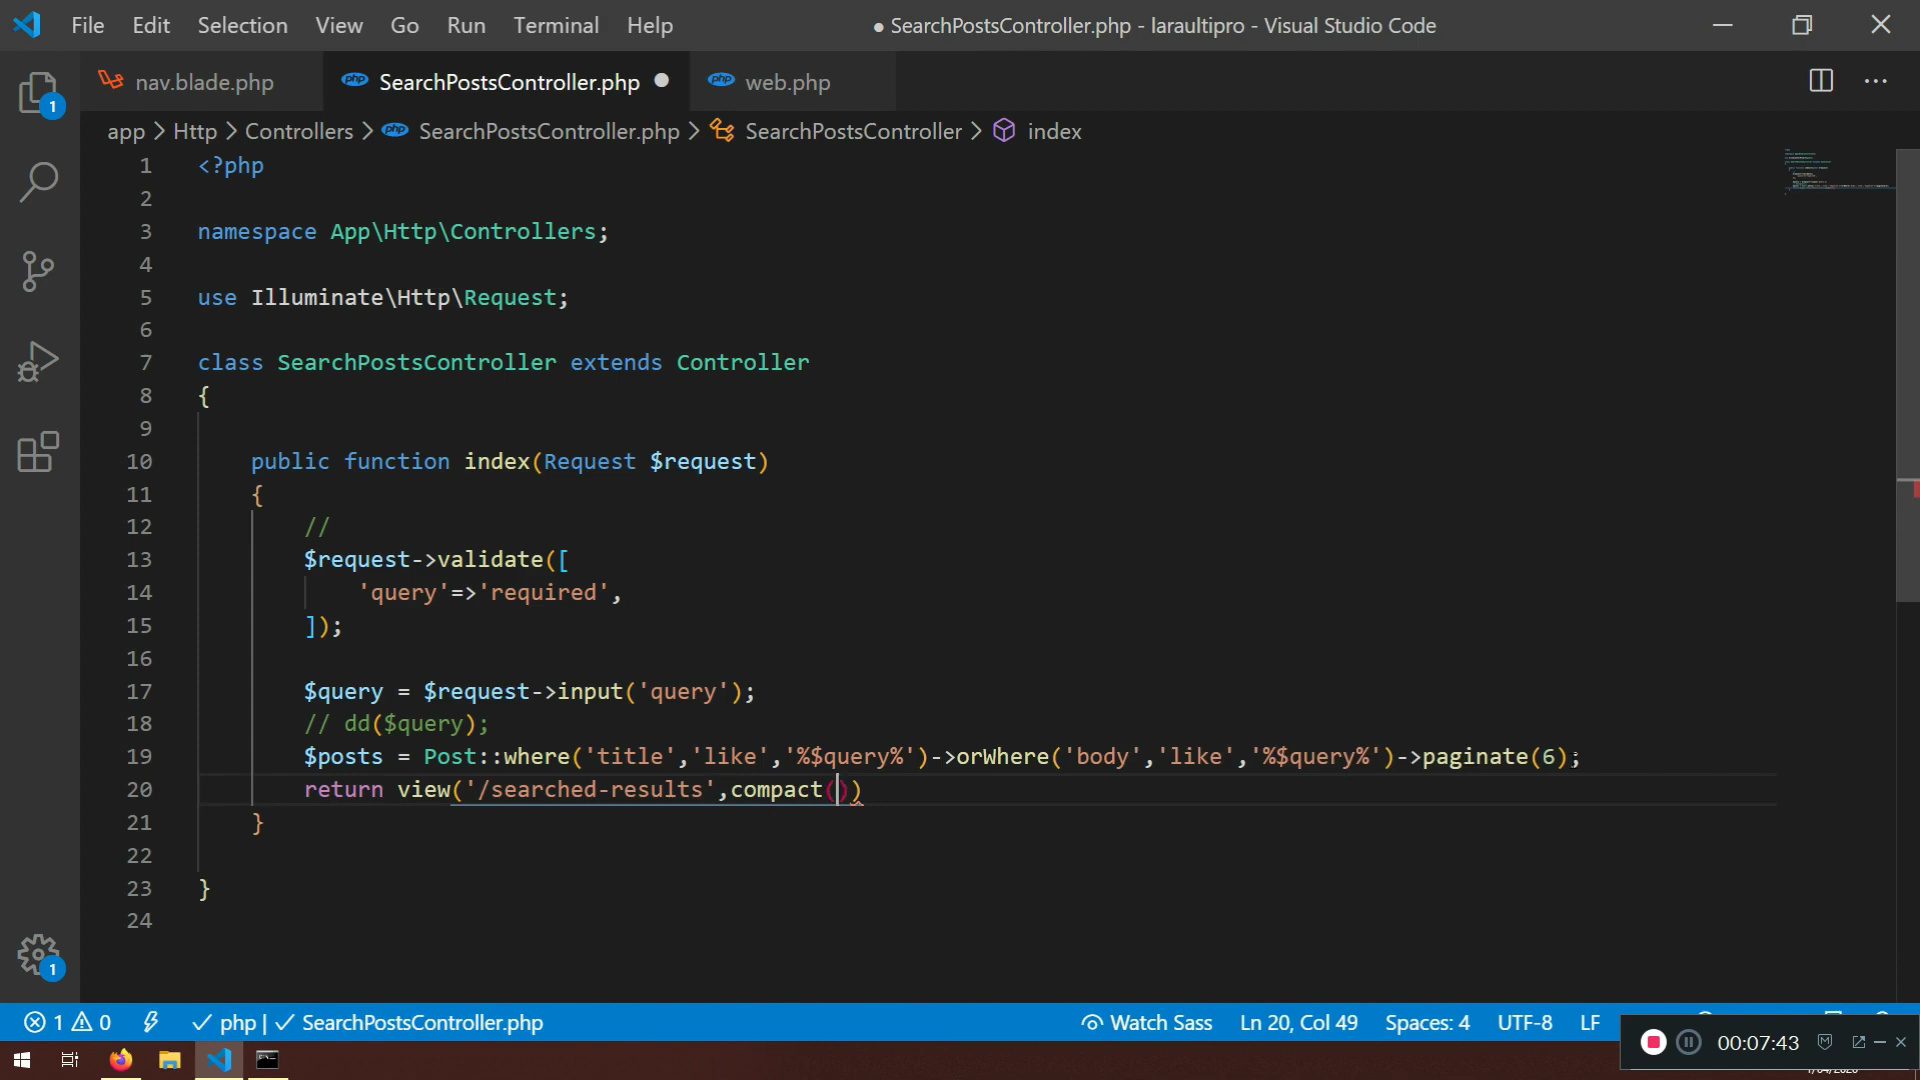 File Edit Selection View Go Run Terminal Help
● SearchPostsController.php - laraultipro - Visual Studio Code
nav.blade.php
php SearchPostsController.php ●
php web.php
1
app > Http > Controllers > php SearchPostsController.php > SearchPostsController > index
1 <?php
2
3 namespace App\Http\Controllers;
4
5 use Illuminate\Http\Request;
6
7 class SearchPostsController extends Controller
8 {
9
10 public function index(Request $request)
11 {
12 //
13 $request->validate([
14 'query'=>'required',
15 ]);
16
17 $query = $request->input('query');
18 // dd($query);
19 $posts = Post::where('title','like','%$query%')->orWhere('body','like','%$query%')->paginate(6);
20 return view('/searched-results',compact())
21 }
22
23 }
24
1
1 0 php | SearchPostsController.php
Watch Sass Ln 20, Col 49 Spaces: 4 UTF-8 LF
00:07:43